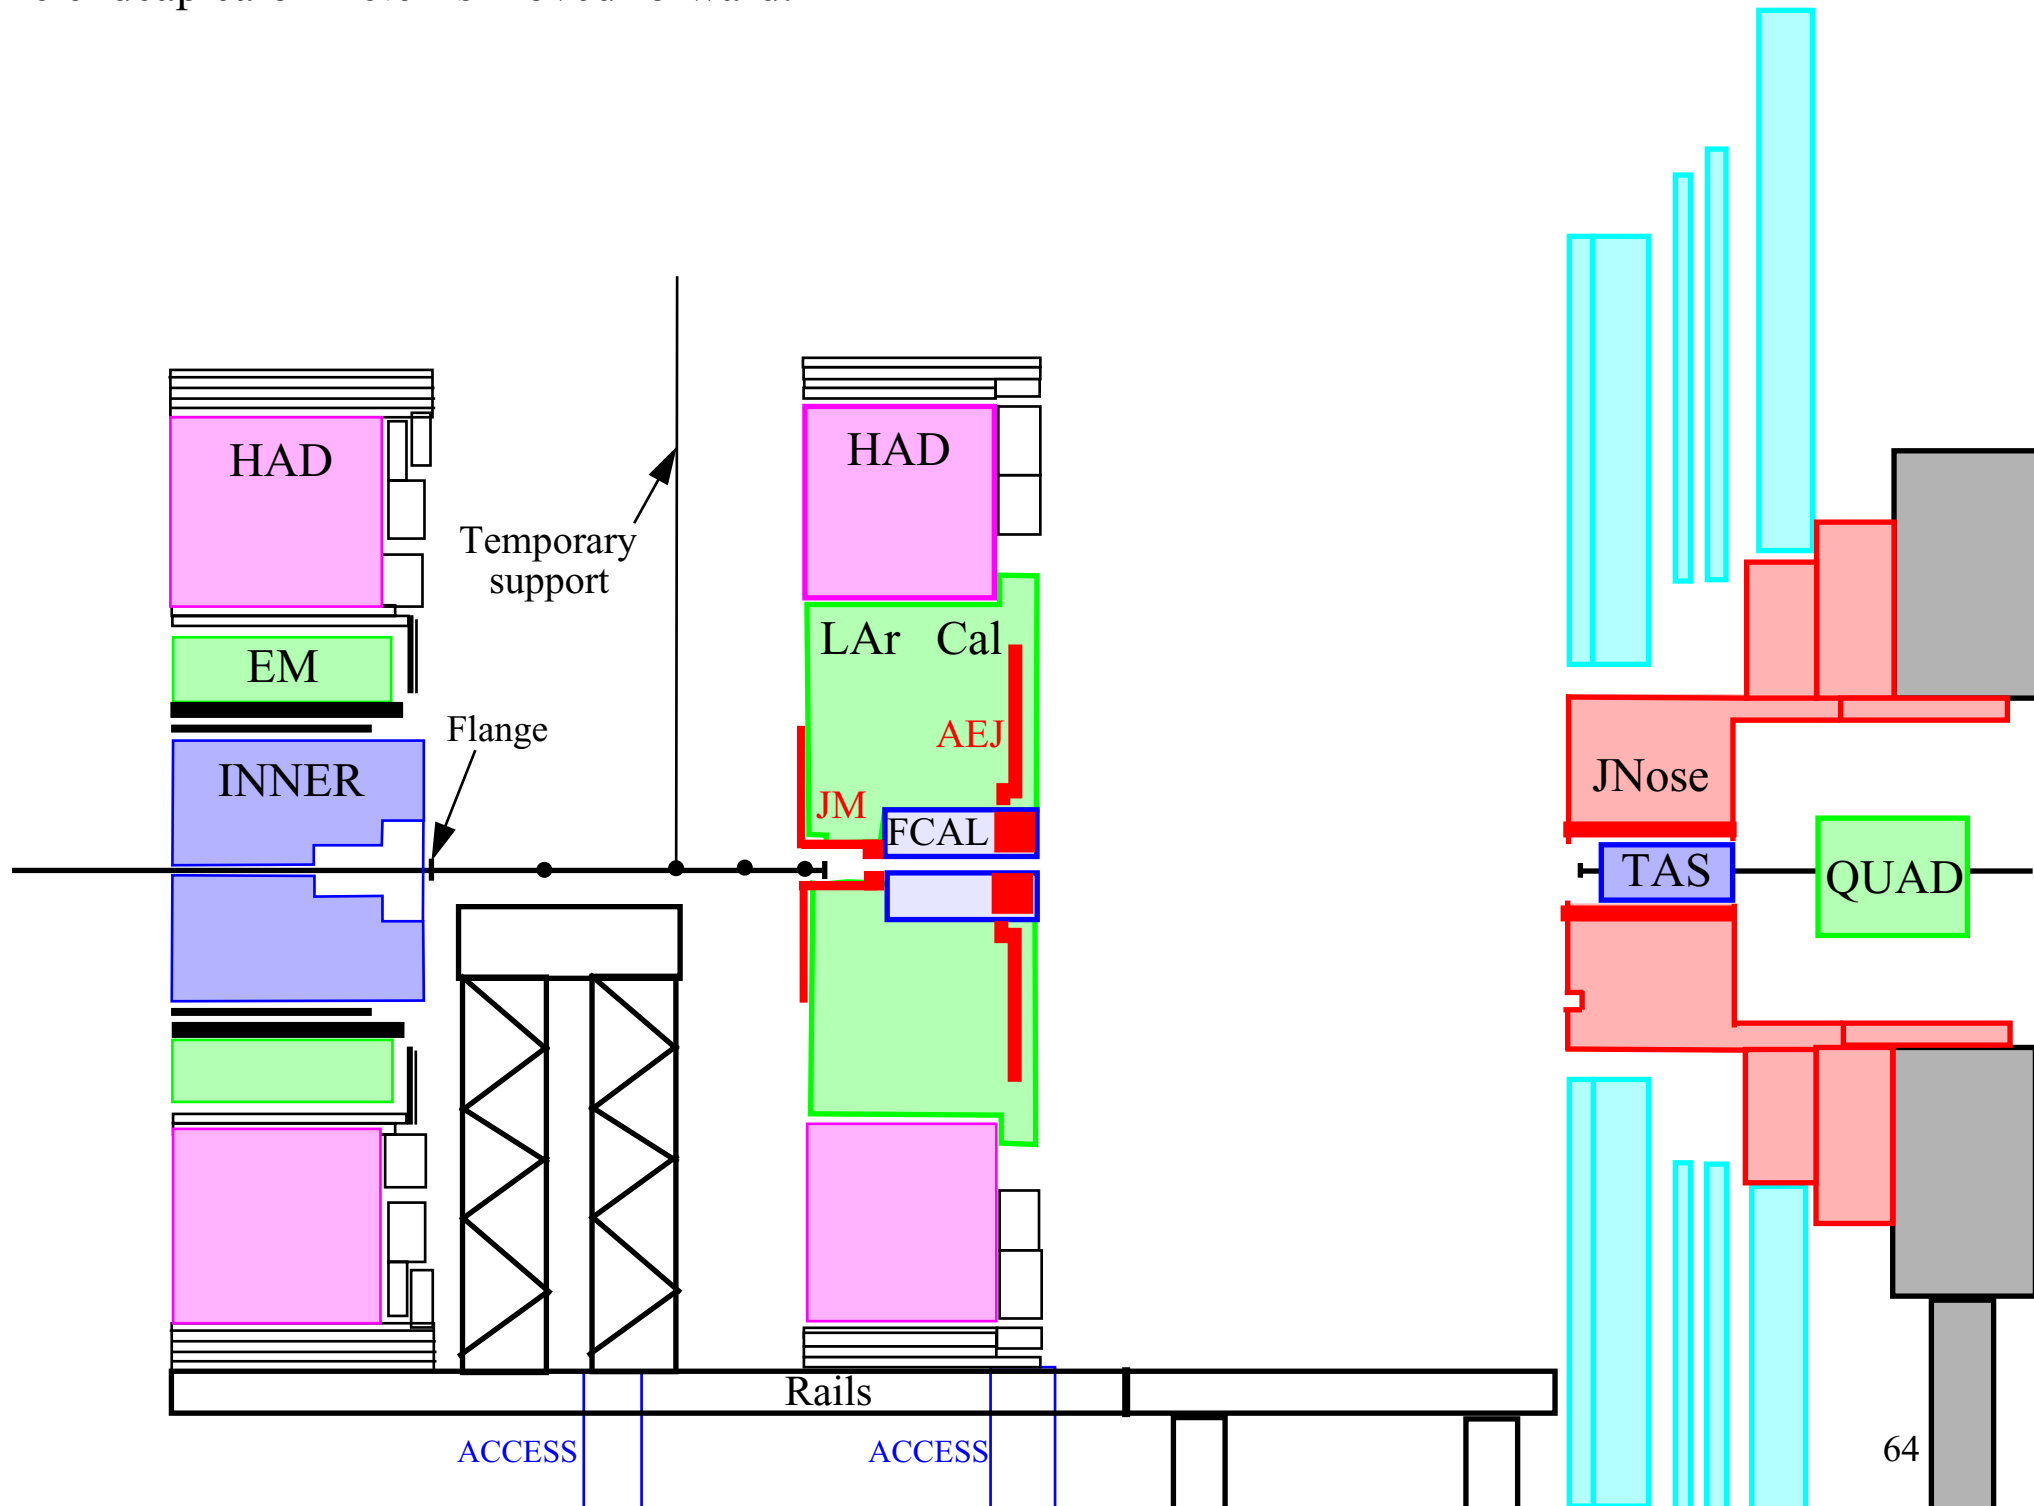 HAD
HAD
Temporary
support
LAr Cal
EM
Flange
AEJ
INNER
JM
JNose
FCAL
TAS
QUAD
Rails
ACCESS
ACCESS
64